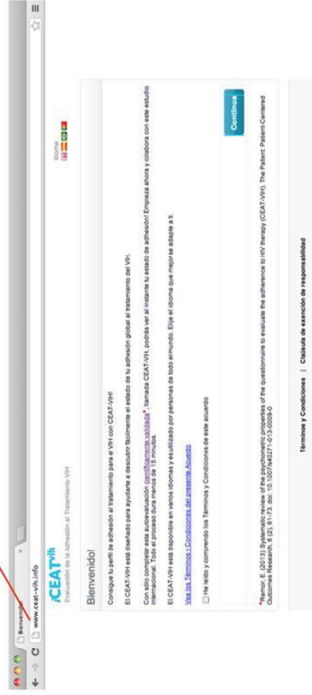 Bienvenido
www.ceat-vih.info
CEATvih
Evaluación de la Adhesión al Tratamiento VIH
Idioma
Bienvenido!
Consigue tu perfil de adhesión al tratamiento para el VIH con CEAT-VIH!
El CEAT-VIH está diseñado para ayudarte a descubrir fácilmente el estado de tu adhesión global al tratamiento del VIH.
Con sólo completar esta autoevaluación científicamente validada*, llamada CEAT-VIH, podrás ver al instante tu estado de adhesión! Empieza ahora y colabora con este estudio
internacional. Todo el proceso dura menos de 15 minutos.
El CEAT-VIH está disponible en varios idiomas y es utilizado por personas de todo el mundo. Elije el idioma que mejor se adapte a ti.
Vea los Términos i Condiciones del presente Acuerdo
He leído y comprendo los Términos y Condiciones de este acuerdo
Continua
*Remor, E. (2013) Systematic review of the psychometric properties of the questionnaire to evaluate the adherence to HIV therapy (CEAT-VIH). The Patient: Patient-Centered
Outcomes Research, 6 (2), 61-73. doi: 10.1007/s40271-013-0009-0
Términos y Condiciones | Claúsula de exención de responsabilidad